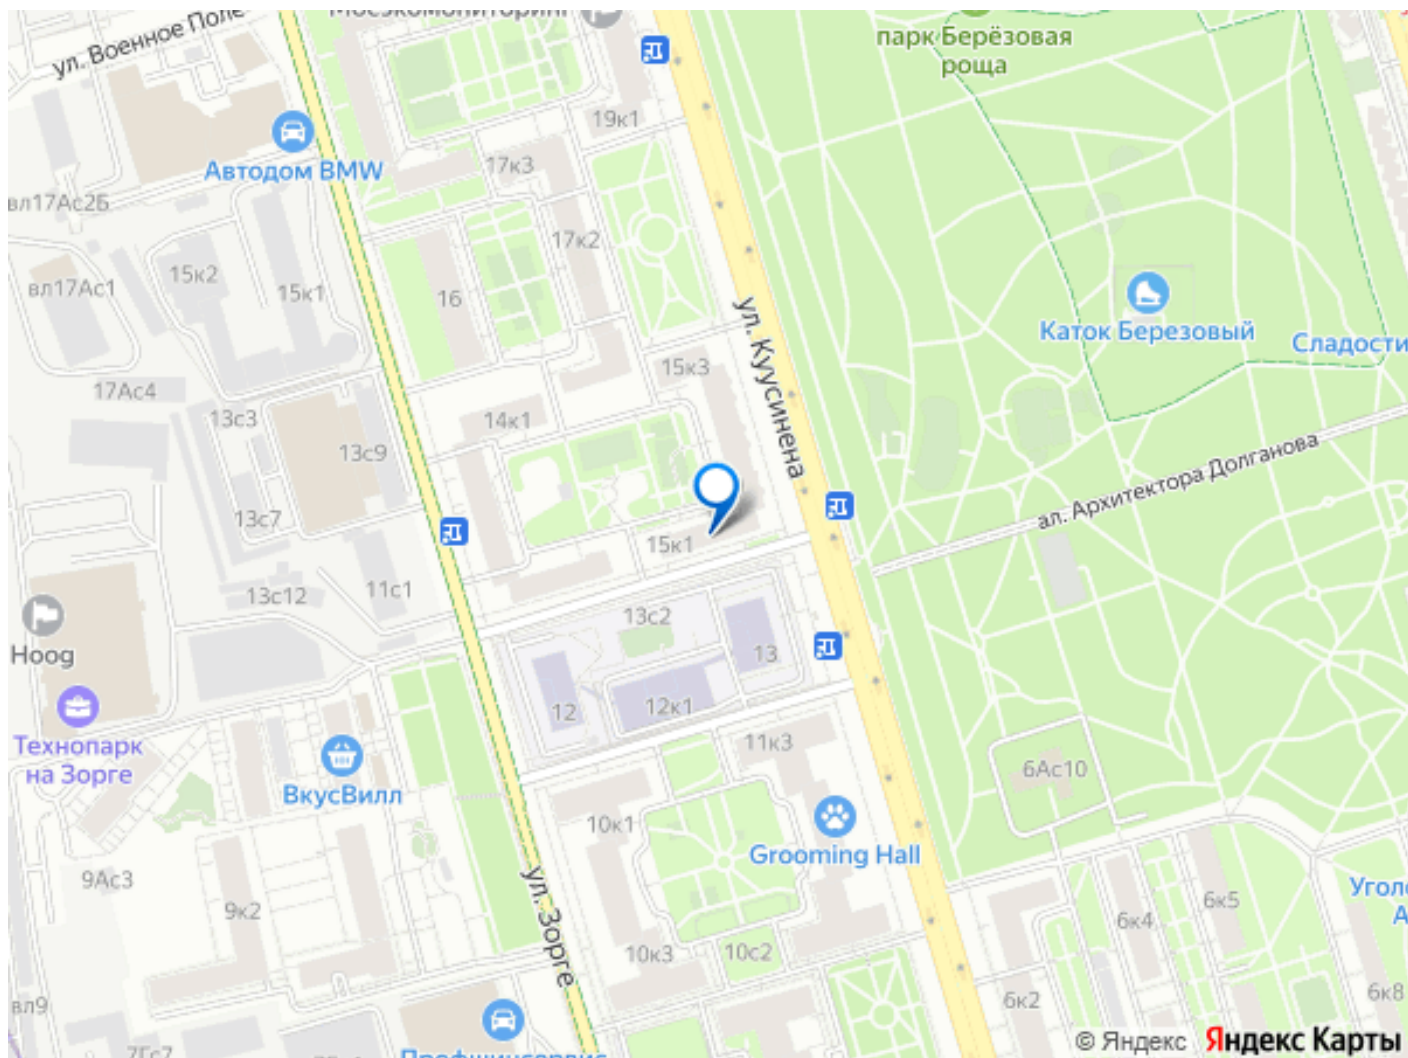 Мосэкомониторинг
парк Берёзовая
роща
ул. Военное Поле
19к1
Автодом BMW
17к3
вл17Ас2Б
17к2
15к2
вл17Ас1
15к1
16
ул. Куусинена
Каток Березовый
Сладости
15к3
17Ас4
13с3
14к1
13с9
ал. Архитектора Долганова
13с7
15к1
13с12
11с1
13с2
Hoog
13
12
12к1
Технопарк
на Зорге
ВкусВилл
11к3
6Ас10
10к1
Grooming Hall
9Ас3
9к2
ул. Зорге
6к5
6к4
10к3
10с2
6к2
6к8
вл9
7Гс7
Профшинсервис
© Яндекс Яндекс Карты